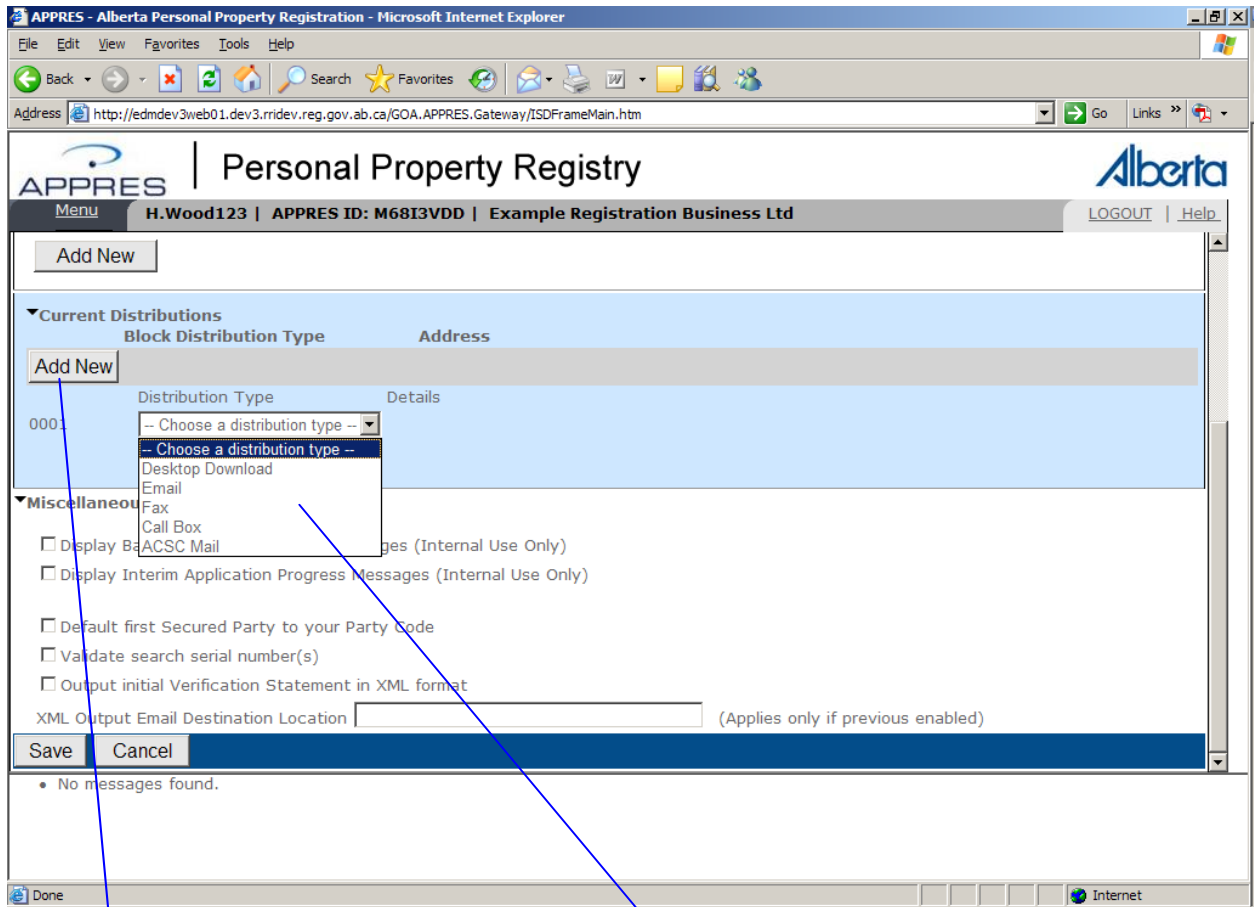 APPRES - Alberta Personal Property Registration - Microsoft Internet Explorer
File Edit View Favorites Tools Help
Back Search Favorites
Address http://edmdev3web01.dev3.rridev.reg.gov.ab.ca/GOA.APPRES.Gateway/ISDFrameMain.htm Go Links »
APPRES Personal Property Registry Alberta
Menu H.Wood123 | APPRES ID: M68I3VDD | Example Registration Business Ltd LOGOUT | Help
Add New
Current Distributions
Block Distribution Type Address
Add New
Distribution Type Details
0001 -- Choose a distribution type --
-- Choose a distribution type --
Desktop Download
Email
Miscellaneou
Fax
Call Box
Display Ba ges (Internal Use Only)
ACSC Mail
Display Interim Application Progress Messages (Internal Use Only)
Default first Secured Party to your Party Code
Validate search serial number(s)
Output initial Verification Statement in XML format
XML Output Email Destination Location (Applies only if previous enabled)
Save Cancel
• No messages found.
Done Internet